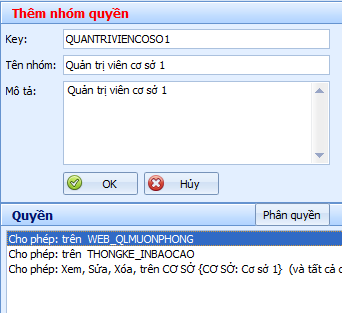 Thêm nhóm quyền
Key: QUANTRIVIENCOSO1
Tên nhóm: Quản trị viên cơ sở 1
Mô tả: Quản trị viên cơ sở 1
OK Hủy
Quyền Phân quyền
Cho phép: trên WEB_QLMUONPHONG
Cho phép: trên THONGKE_INBAOCAO
Cho phép: Xem, Sửa, Xóa, trên CƠ SỞ {CƠ SỞ: Cơ sở 1} (và tất cả